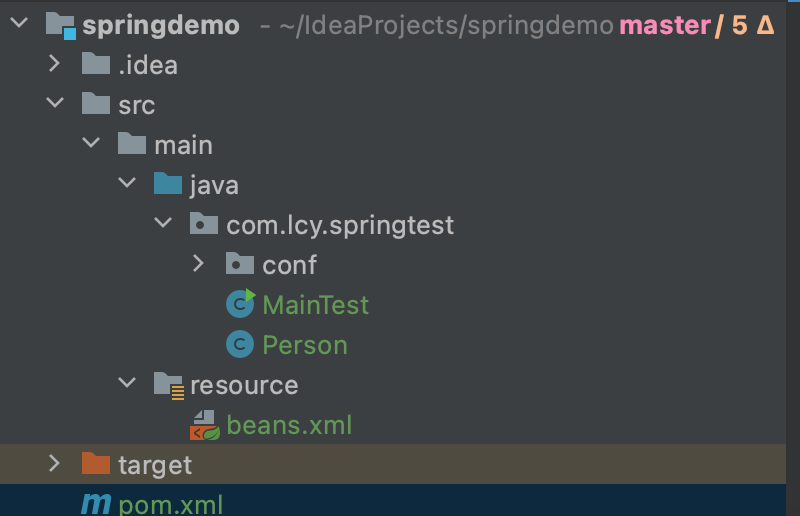 springdemo - ~/IdeaProjects/springdemo master / 5 Δ
.idea
src
main
java
com.lcy.springtest
conf
MainTest
Person
resource
beans.xml
target
pom.xml